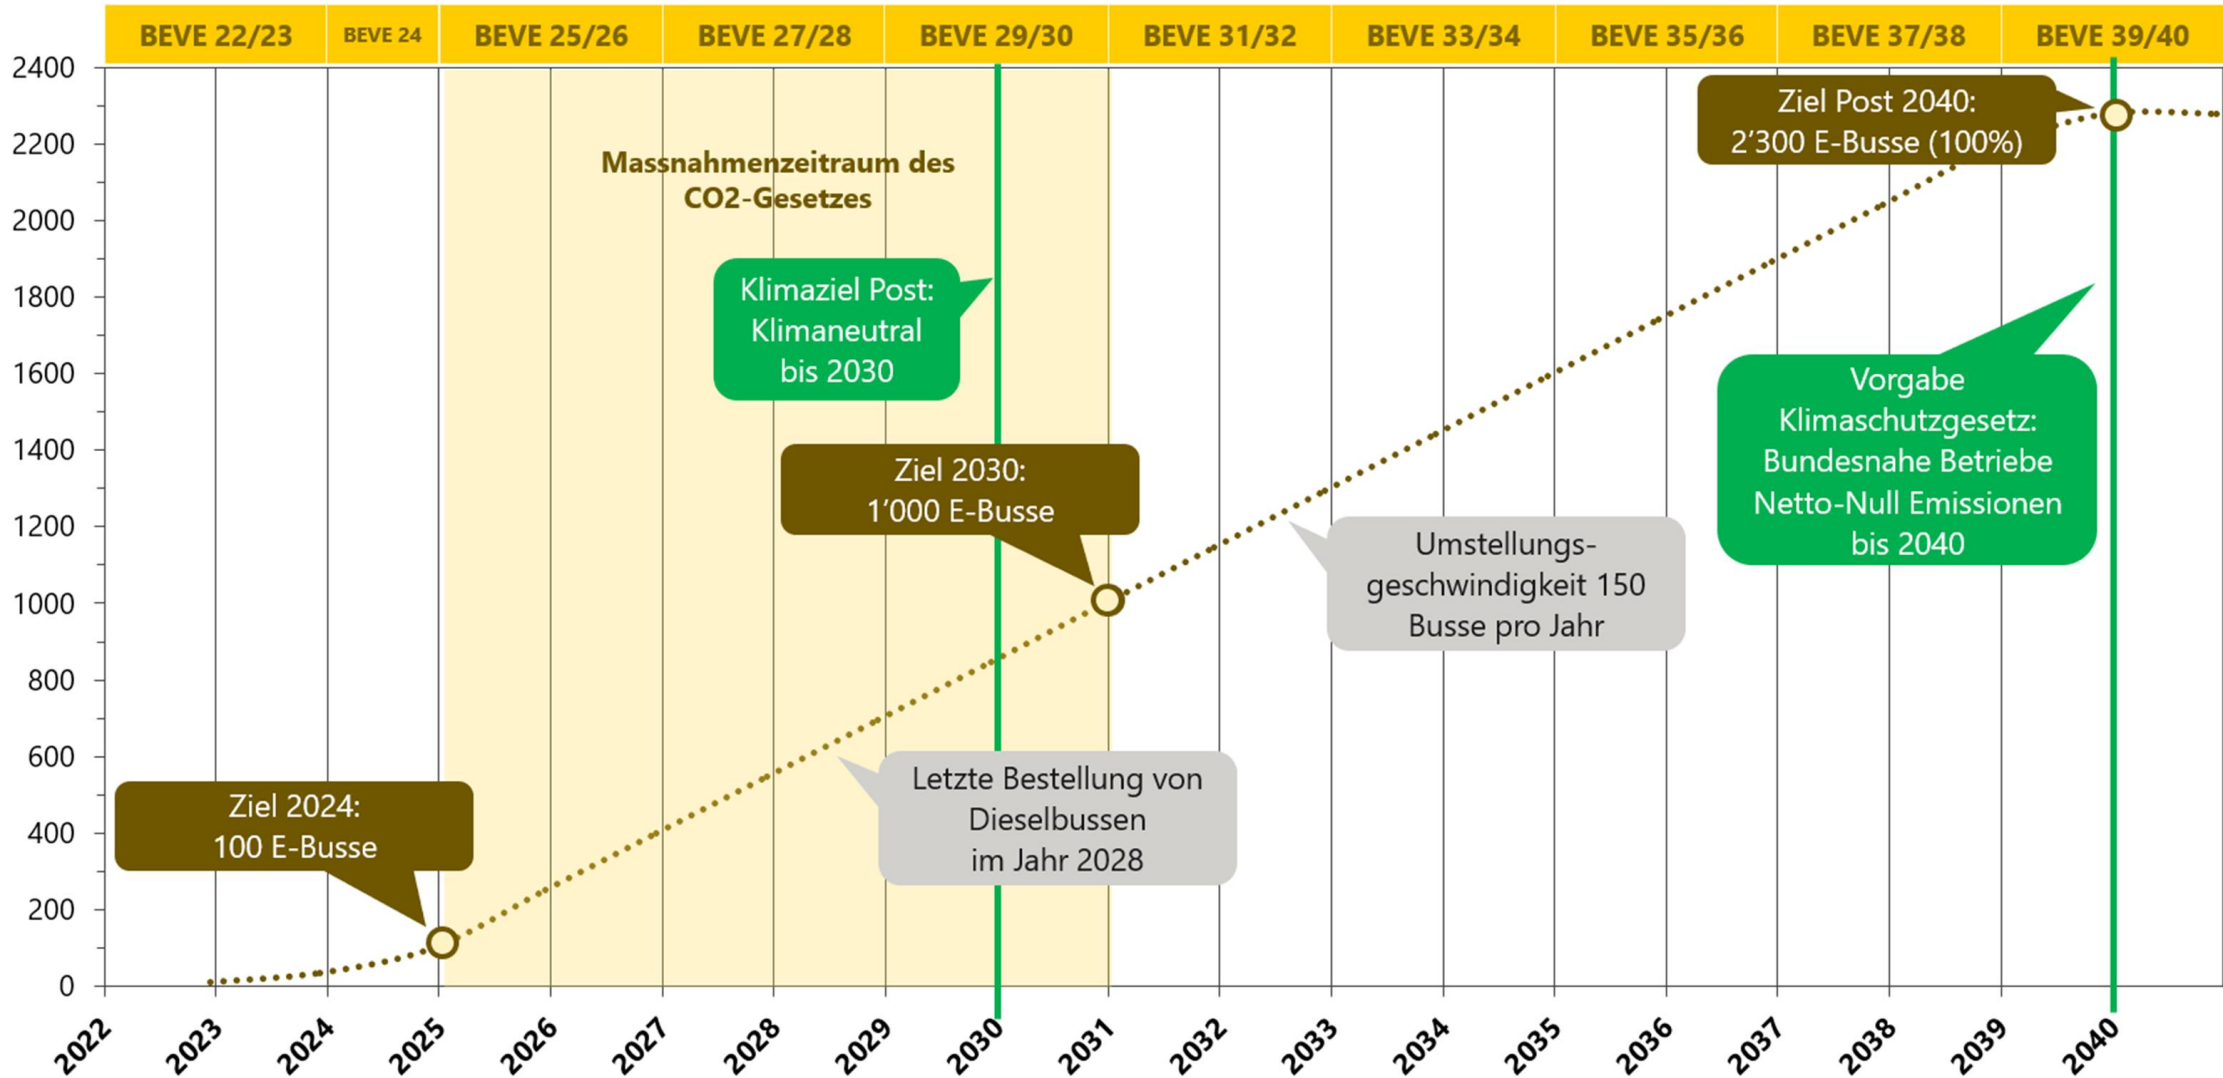 BEVE 22/23
BEVE 24
BEVE 25/26
BEVE 27/28
BEVE 29/30
BEVE 31/32
BEVE 33/34
BEVE 35/36
BEVE 37/38
BEVE 39/40
2400
2200
2000
1800
1600
1400
1200
1000
800
600
400
200
0
Massnahmenzeitraum des
CO2-Gesetzes
Ziel Post 2040:
2’300 E-Busse (100%)
Klimaziel Post:
Klimaneutral
bis 2030
Vorgabe
Klimaschutzgesetz:
Bundesnahe Betriebe
Netto-Null Emissionen
bis 2040
Ziel 2030:
1’000 E-Busse
Umstellungs-
geschwindigkeit 150
Busse pro Jahr
Letzte Bestellung von
Dieselbussen
im Jahr 2028
Ziel 2024:
100 E-Busse
2022
2023
2024
2025
2026
2027
2028
2029
2030
2031
2032
2033
2034
2035
2036
2037
2038
2039
2040